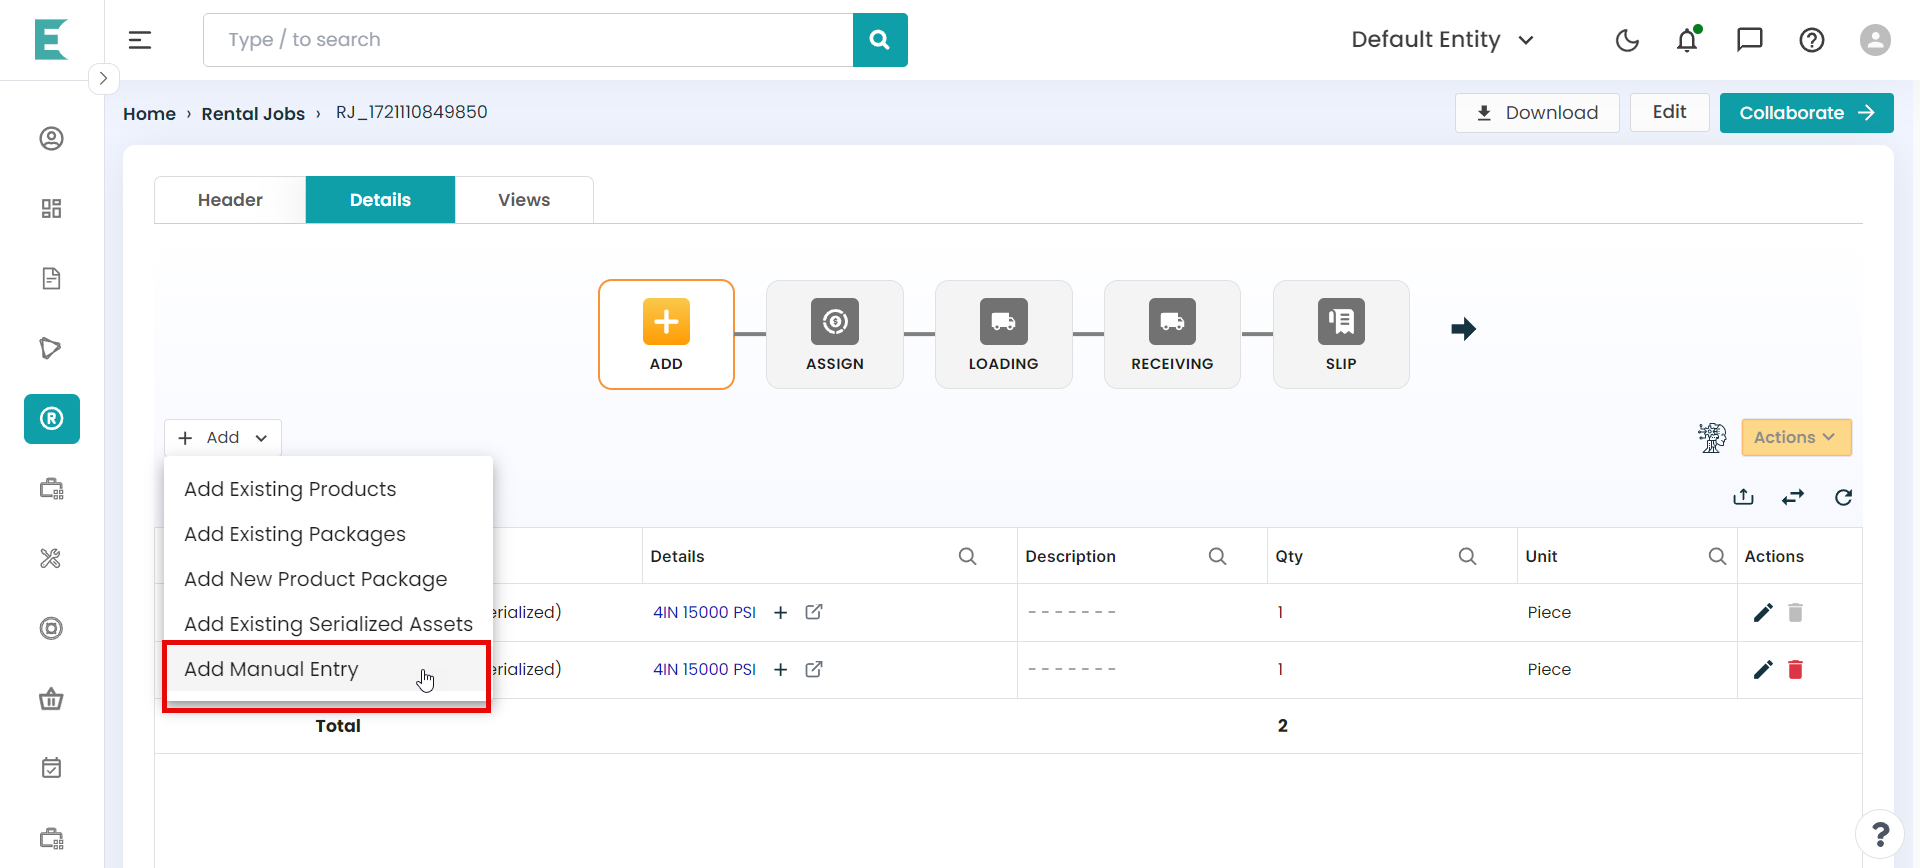 E
Type / to search
Default Entity
Home › Rental Jobs › RJ_1721110849850
Download
Edit
Collaborate
Header
Details
Views
ADD
ASSIGN
LOADING
RECEIVING
SLIP
R
Add
Actions
Add Existing Products
Add Existing Packages
Add New Product Package
Add Existing Serialized Assets
Add Manual Entry
Details
Description
Qty
Unit
Actions
erialized)
4IN 15000 PSI
-------
1
Piece
erialized)
4IN 15000 PSI
-------
1
Piece
Total
2
?